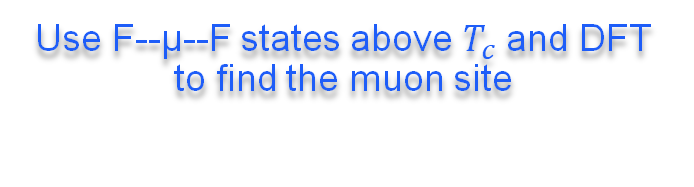 Use F--μ--F states above T_c and DFT
to find the muon site